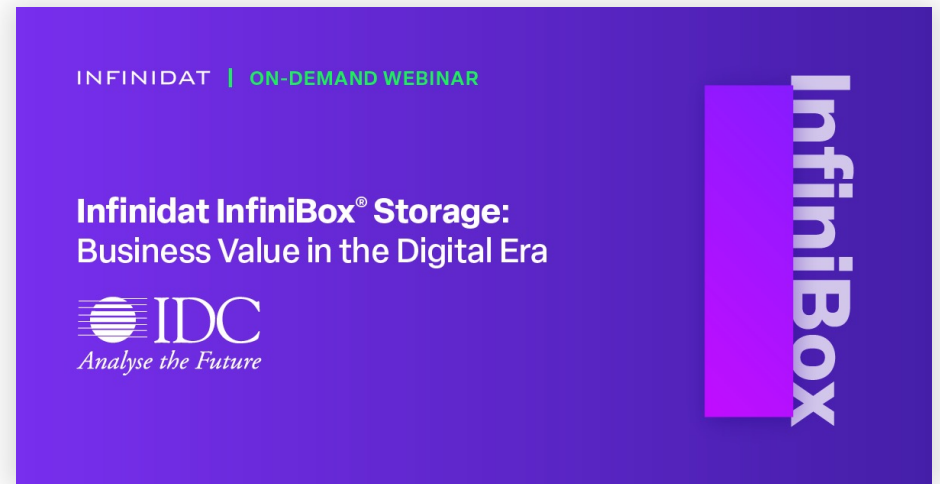 INFINIDAT | ON-DEMAND WEBINAR
Infinidat InfiniBox® Storage:
Business Value in the Digital Era
IDC
Analyse the Future
InfiniBox